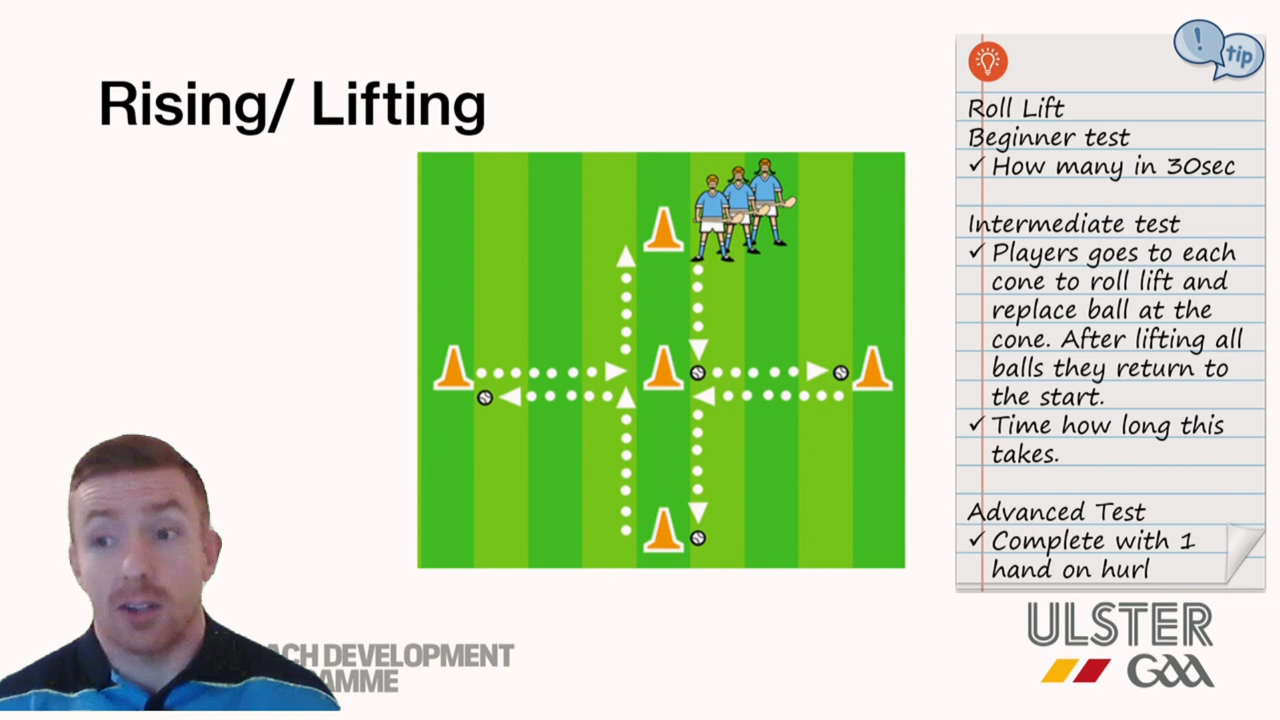 Rising/ Lifting
! tip
Roll Lift
Beginner test
✓ How many in 30sec
Intermediate test
✓ Players goes to each
cone to roll lift and
replace ball at the
cone. After lifting all
balls they return to
the start.
✓ Time how long this
takes.
Advanced Test
✓ Complete with 1
hand on hurl
ACH DEVELOPMENT
AMME
ULSTER
GAA